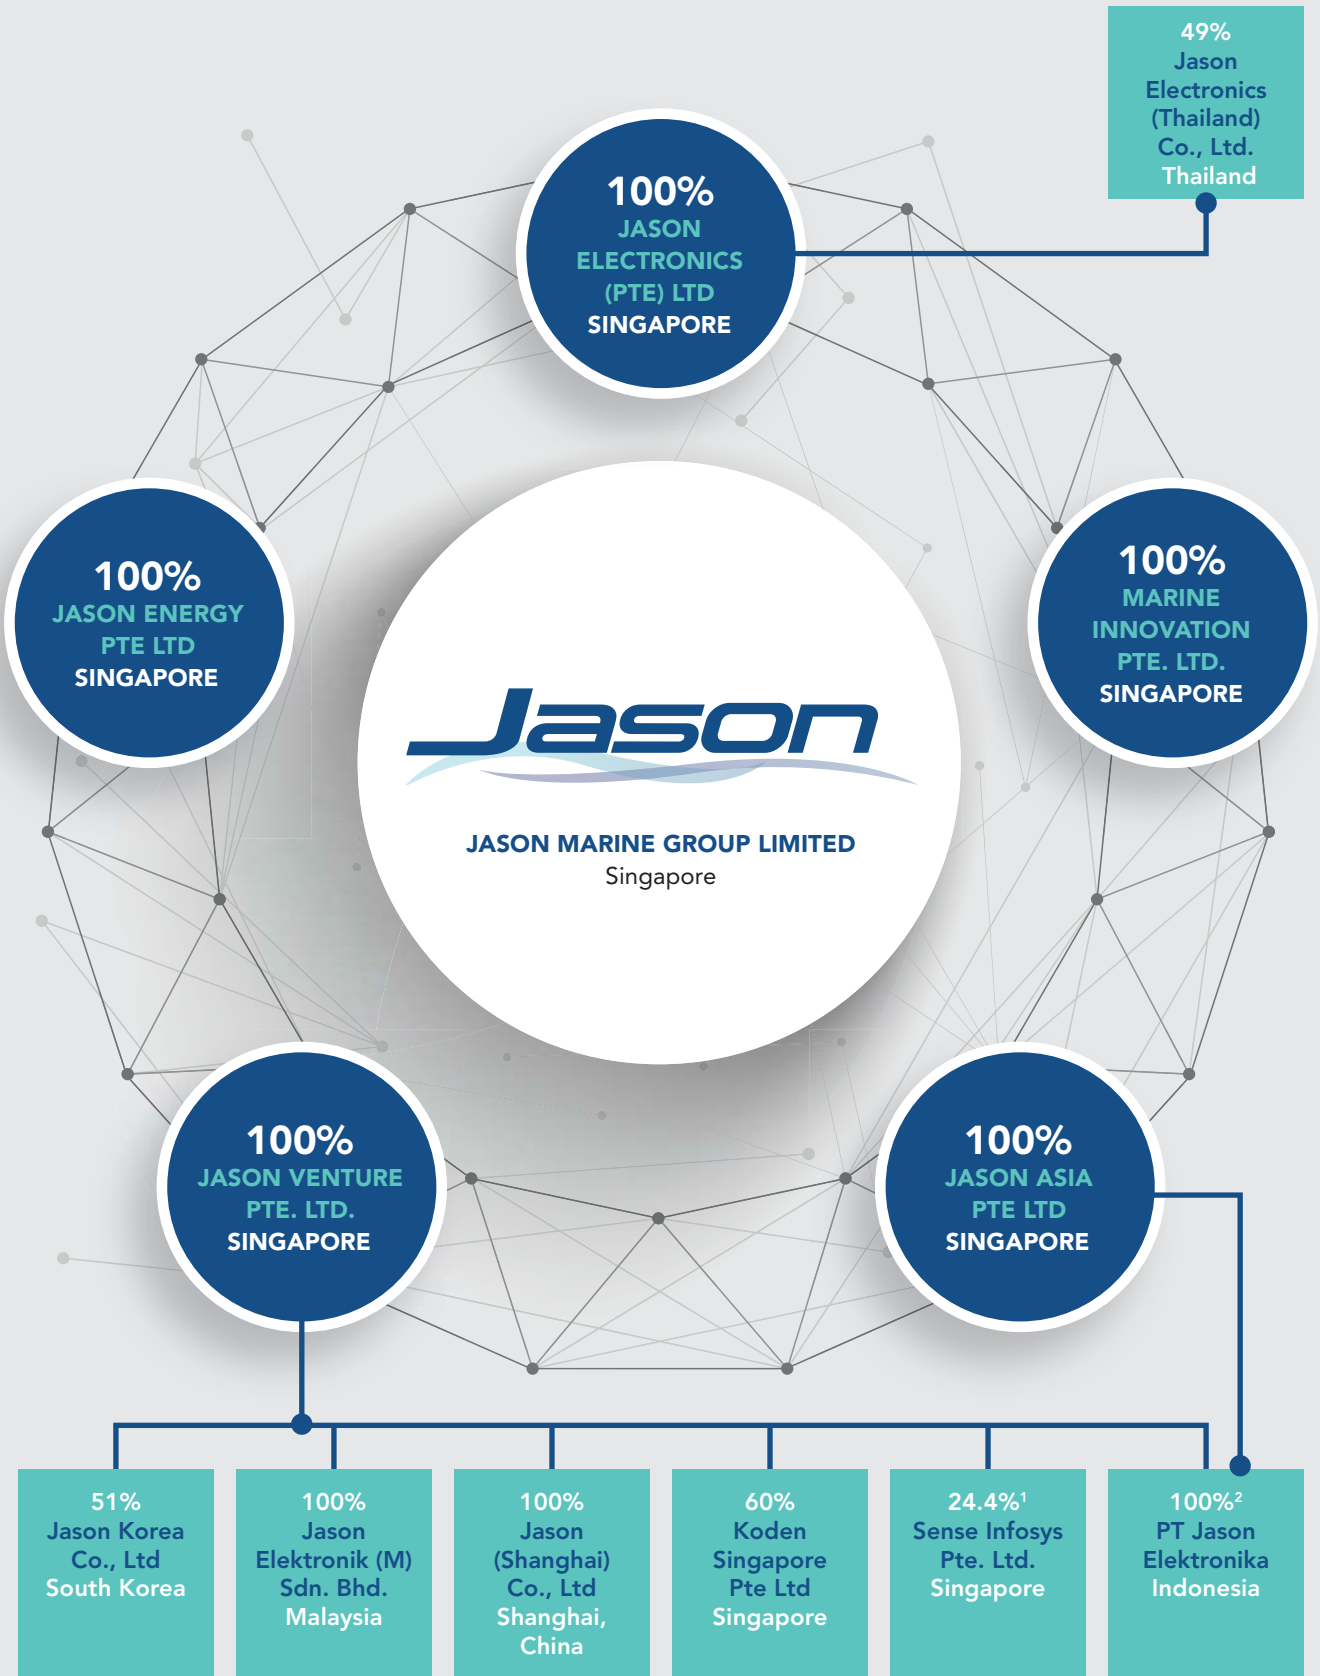 49%
Jason
Electronics
(Thailand)
Co., Ltd.
Thailand
100%
JASON
ELECTRONICS
(PTE) LTD
SINGAPORE
100%
JASON ENERGY
PTE LTD
SINGAPORE
100%
MARINE
INNOVATION
PTE. LTD.
SINGAPORE
Jason
JASON MARINE GROUP LIMITED
Singapore
100%
JASON VENTURE
PTE. LTD.
SINGAPORE
100%
JASON ASIA
PTE LTD
SINGAPORE
51%
Jason Korea
Co., Ltd
South Korea
100%
Jason
Elektronik (M)
Sdn. Bhd.
Malaysia
100%
Jason
(Shanghai)
Co., Ltd
Shanghai,
China
60%
Koden
Singapore
Pte Ltd
Singapore
24.4%¹
Sense Infosys
Pte. Ltd.
Singapore
100%²
PT Jason
Elektronika
Indonesia